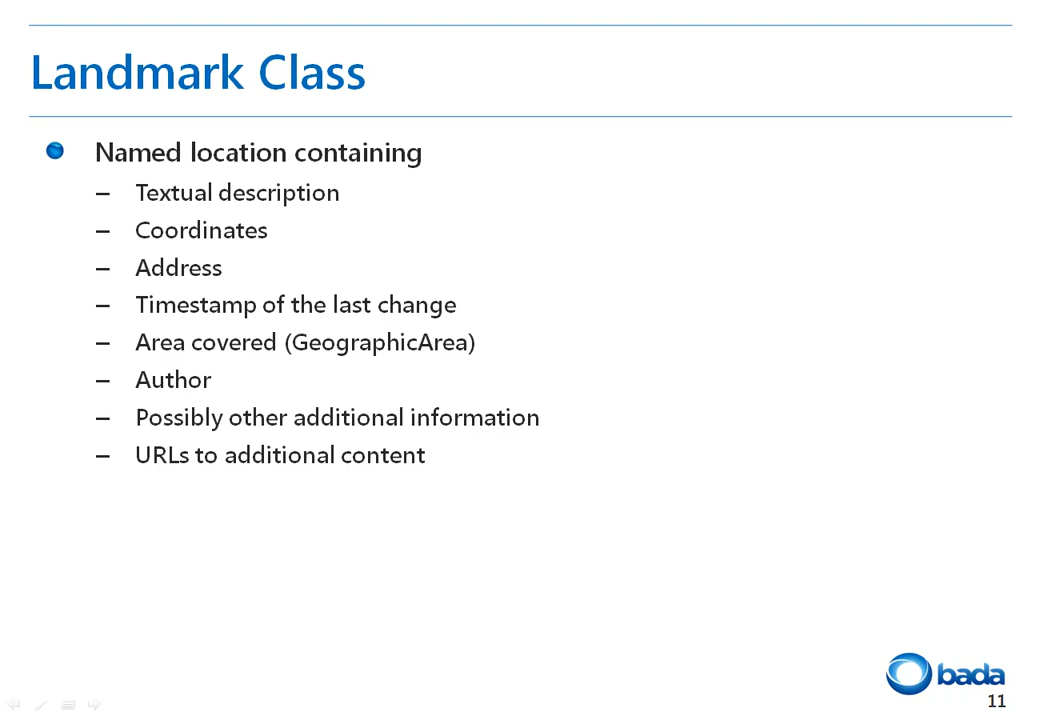 Landmark Class
Named location containing
– Textual description
– Coordinates
– Address
– Timestamp of the last change
– Area covered (GeographicArea)
– Author
– Possibly other additional information
– URLs to additional content
bada
11